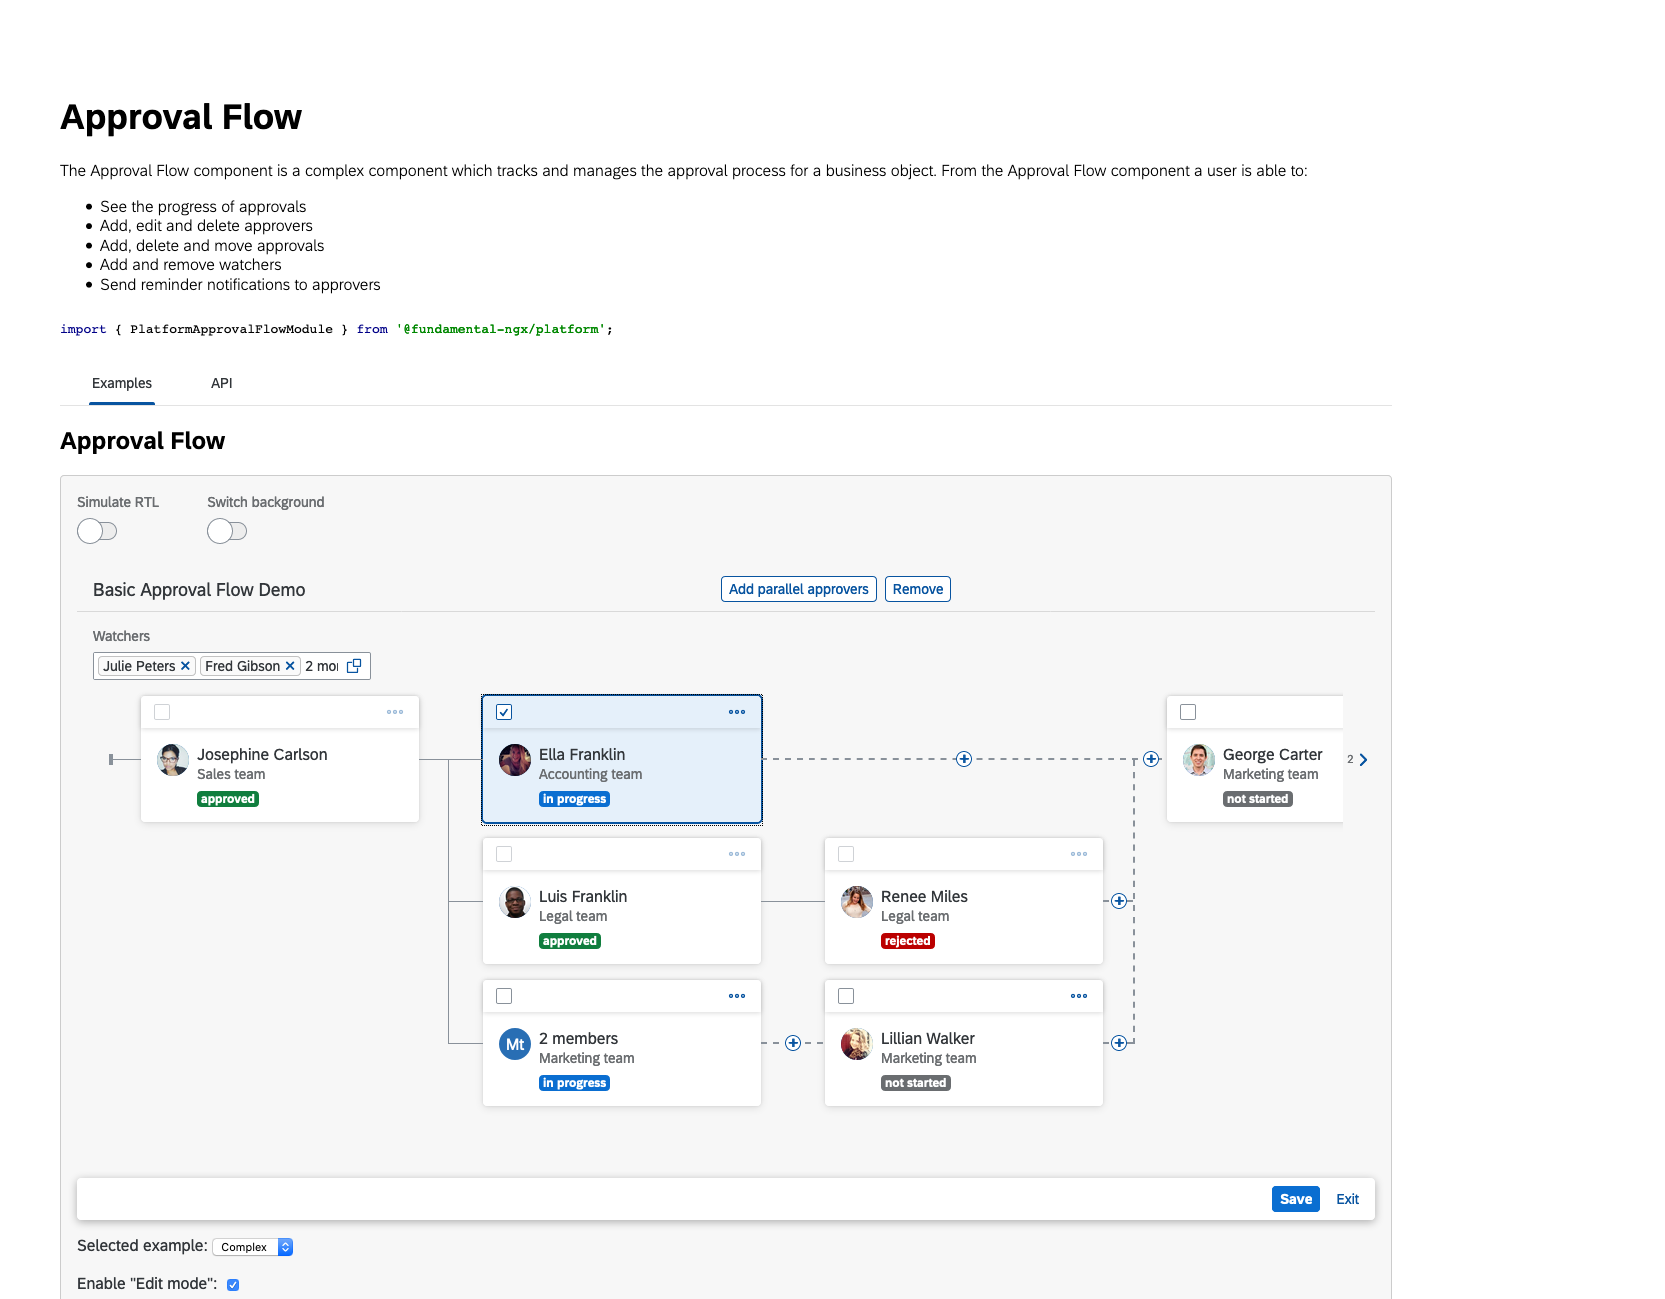 Approval Flow
The Approval Flow component is a complex component which tracks and manages the approval process for a business object. From the Approval Flow component a user is able to:
See the progress of approvals
Add, edit and delete approvers
Add, delete and move approvals
Add and remove watchers
Send reminder notifications to approvers
import { PlatformApprovalFlowModule } from '@fundamental-ngx/platform';
Examples API
Approval Flow
Simulate RTL Switch background
Basic Approval Flow Demo Add parallel approvers Remove
Watchers
Julie Peters Fred Gibson 2
Josephine Carlson
Sales team
approved
Ella Franklin
Accounting team
in progress
George Carter
Marketing team
not started
2
Luis Franklin
Legal team
approved
Renee Miles
Legal team
rejected
Mt
2 members
Marketing team
in progress
Lillian Walker
Marketing team
not started
Save Exit
Selected example: Complex
Enable "Edit mode":